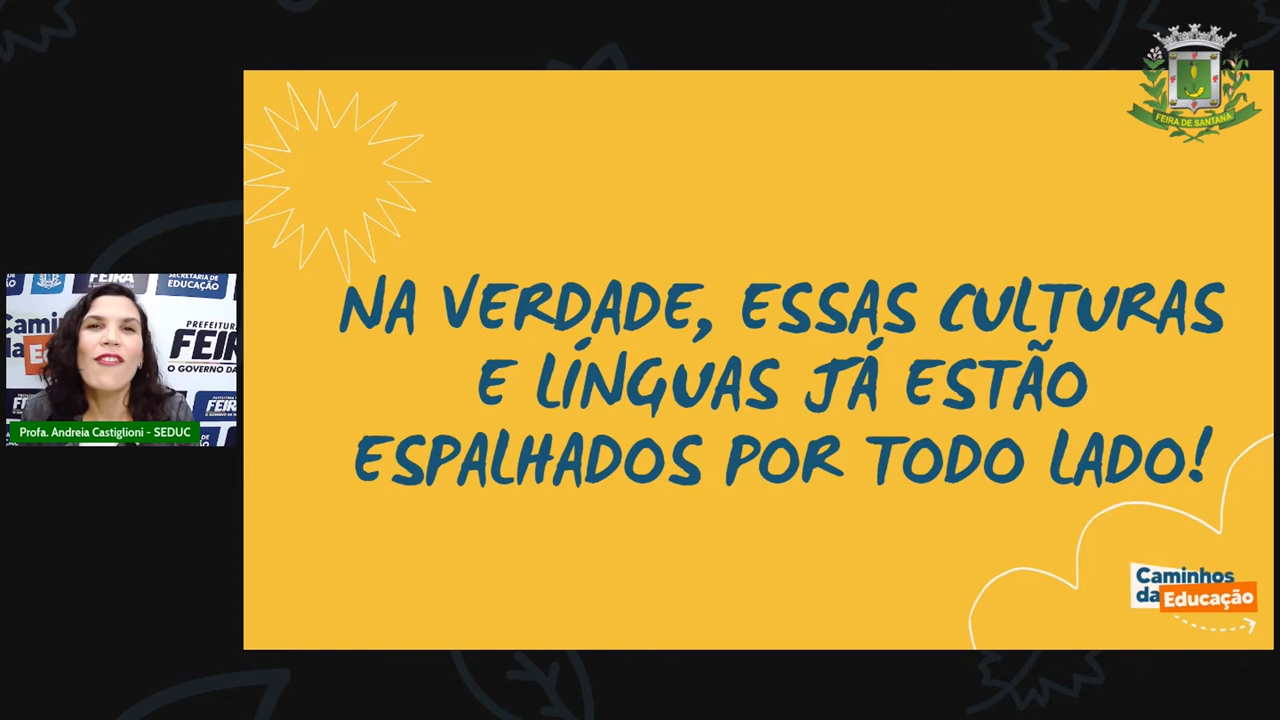 FEIRA DE SANTANA
NA VERDADE, ESSAS CULTURAS
E LÍNGUAS JÁ ESTÃO
ESPALHADOS POR TODO LADO!
FEIRA
SECRETARIA DE
EDUCAÇÃO
PREFEITURA
FEIR
O GOVERNO DA
Profa. Andreia Castiglioni - SEDUC
Caminhos
da Educação